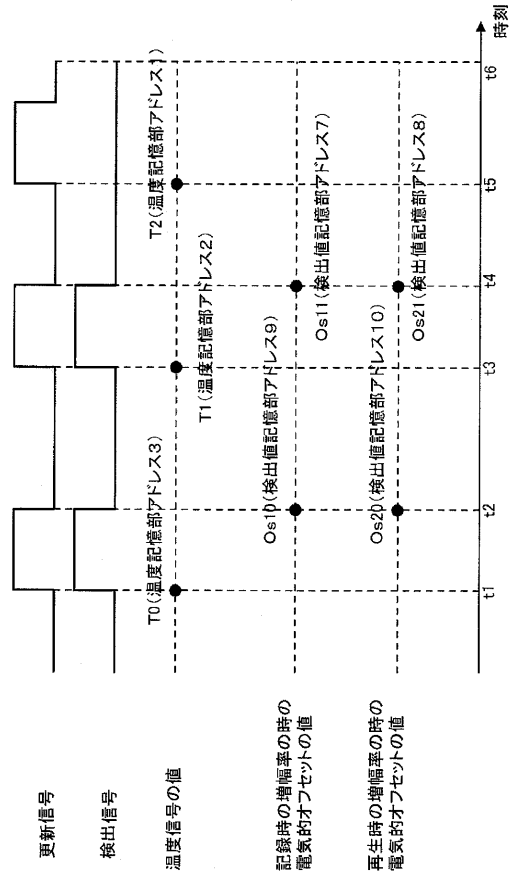 更新信号
検出信号
温度信号の値
T0(温度記憶部アドレス3)
T1(温度記憶部アドレス2)
T2(温度記憶部アドレス1)
記録時の増幅率の時の
電気的オフセットの値
Os10(検出値記憶部アドレス9)
Os11(検出値記憶部アドレス7)
再生時の増幅率の時の
電気的オフセットの値
Os20(検出値記憶部アドレス10)
Os21(検出値記憶部アドレス8)
t1
t2
t3
t4
t5
t6
時刻